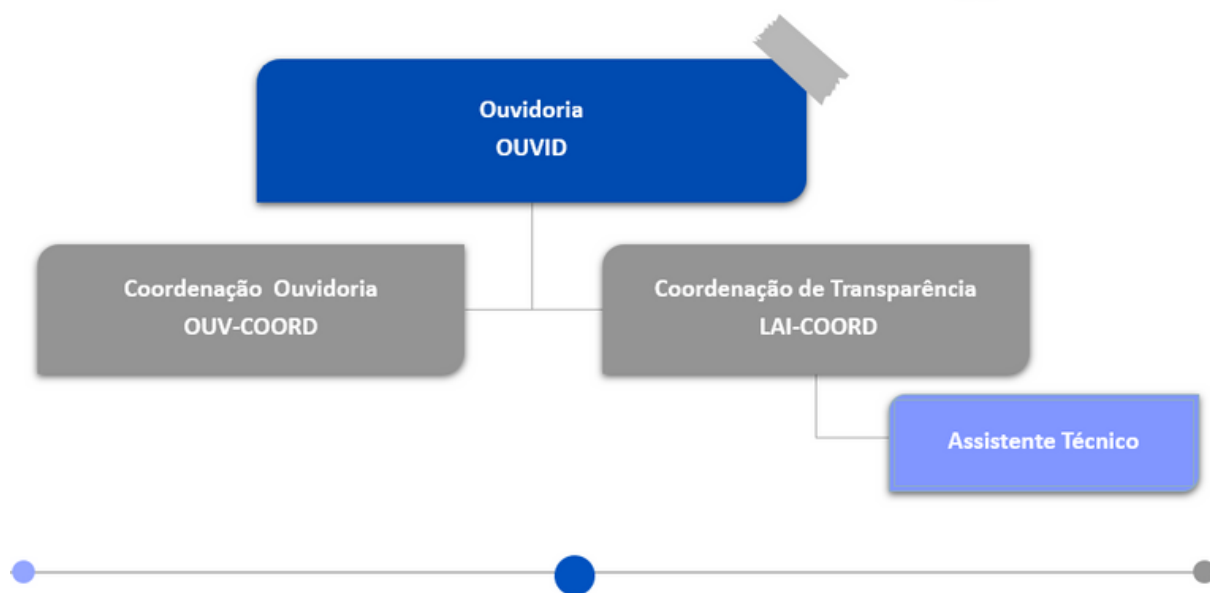 Ouvidoria
OUVID
Coordenação Ouvidoria
OUV-COORD
Coordenação de Transparência
LAI-COORD
Assistente Técnico